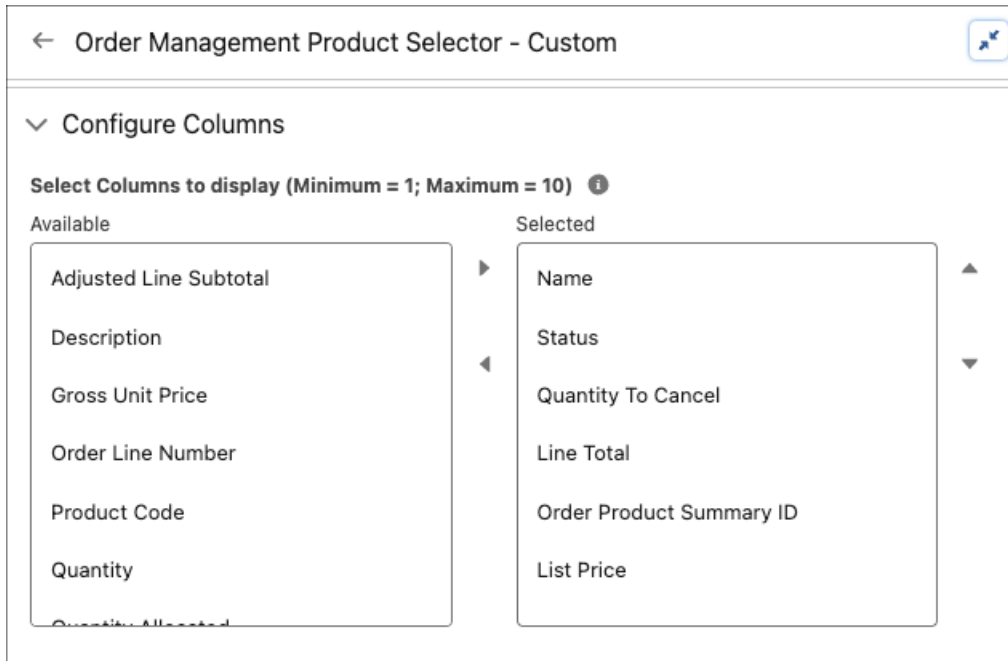 Order Management Product Selector - Custom
Configure Columns
Select Columns to display (Minimum = 1; Maximum = 10)
Available
Adjusted Line Subtotal
Description
Gross Unit Price
Order Line Number
Product Code
Quantity
Quantity Allocated
Selected
Name
Status
Quantity To Cancel
Line Total
Order Product Summary ID
List Price